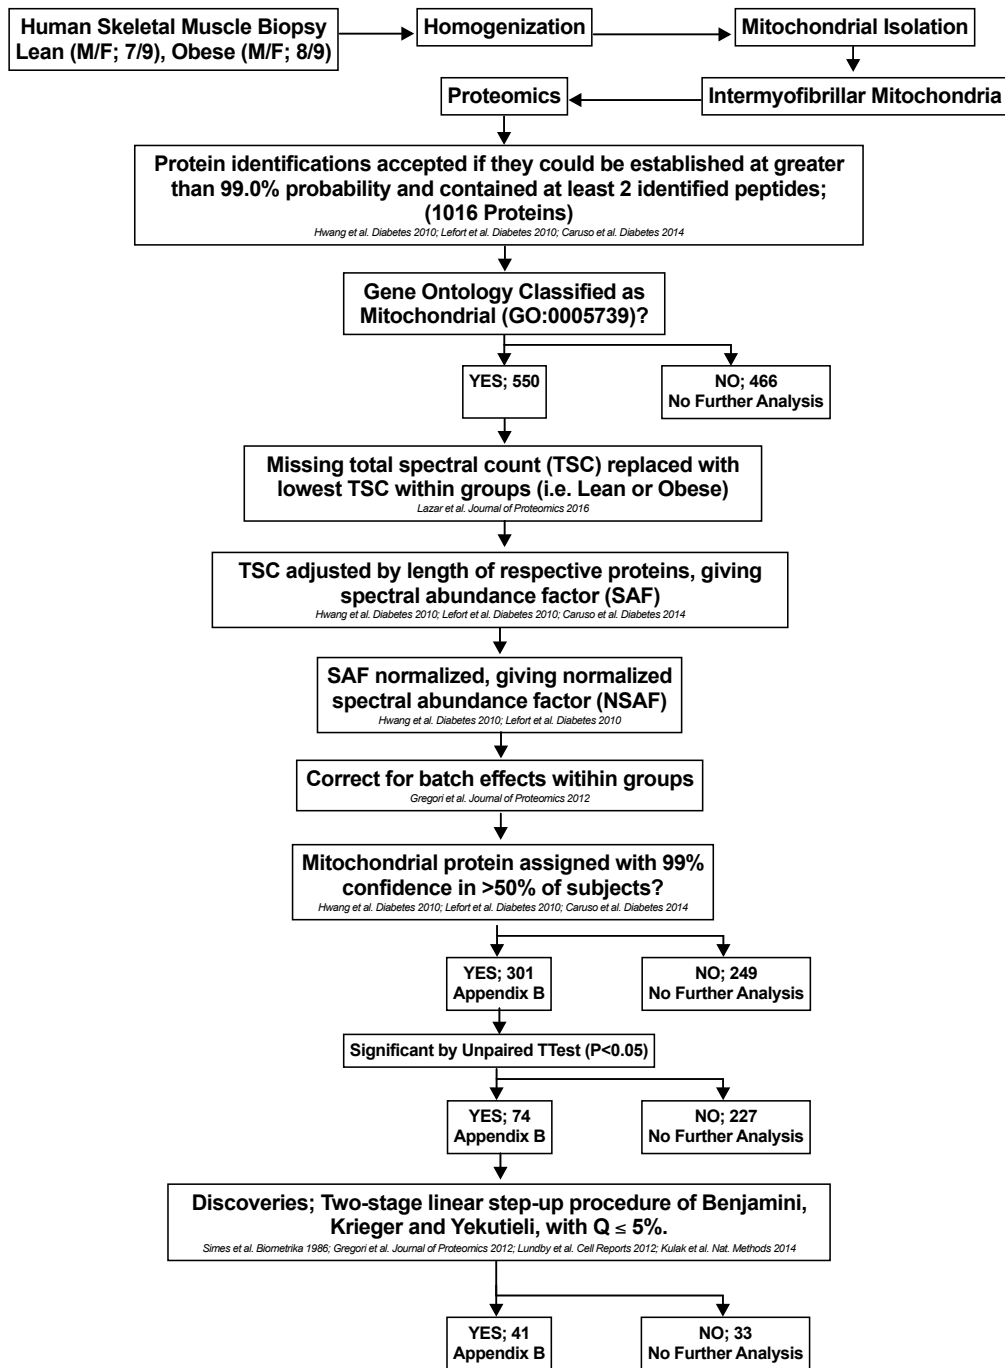 Human Skeletal Muscle Biopsy
Lean (M/F; 7/9), Obese (M/F; 8/9)
Homogenization
Mitochondrial Isolation
Proteomics
Intermyofibrillar Mitochondria
Protein identifications accepted if they could be established at greater
than 99.0% probability and contained at least 2 identified peptides;
(1016 Proteins)
Hwang et al. Diabetes 2010; Lefort et al. Diabetes 2010; Caruso et al. Diabetes 2014
Gene Ontology Classified as
Mitochondrial (GO:0005739)?
YES; 550
NO; 466
No Further Analysis
Missing total spectral count (TSC) replaced with
lowest TSC within groups (i.e. Lean or Obese)
Lazar et al. Journal of Proteomics 2016
TSC adjusted by length of respective proteins, giving
spectral abundance factor (SAF)
Hwang et al. Diabetes 2010; Lefort et al. Diabetes 2010; Caruso et al. Diabetes 2014
SAF normalized, giving normalized
spectral abundance factor (NSAF)
Hwang et al. Diabetes 2010; Lefort et al. Diabetes 2010
Correct for batch effects witihin groups
Gregori et al. Journal of Proteomics 2012
Mitochondrial protein assigned with 99%
confidence in >50% of subjects?
Hwang et al. Diabetes 2010; Lefort et al. Diabetes 2010; Caruso et al. Diabetes 2014
YES; 301
Appendix B
NO; 249
No Further Analysis
Significant by Unpaired TTest (P<0.05)
YES; 74
Appendix B
NO; 227
No Further Analysis
Discoveries; Two-stage linear step-up procedure of Benjamini,
Krieger and Yekutieli, with Q ≤ 5%.
Simes et al. Biometrika 1986; Gregori et al. Journal of Proteomics 2012; Lundby et al. Cell Reports 2012; Kulak et al. Nat. Methods 2014
YES; 41
Appendix B
NO; 33
No Further Analysis